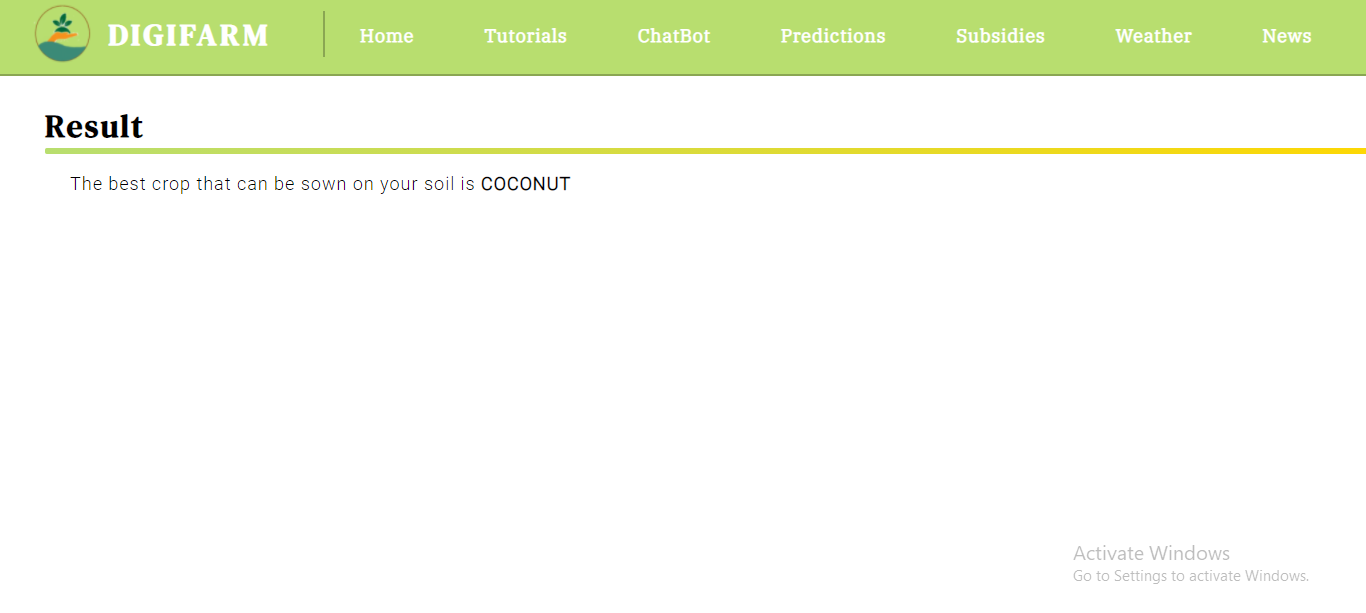 DIGIFARM Home Tutorials ChatBot Predictions Subsidies Weather News
Result
The best crop that can be sown on your soil is COCONUT
Activate Windows
Go to Settings to activate Windows.